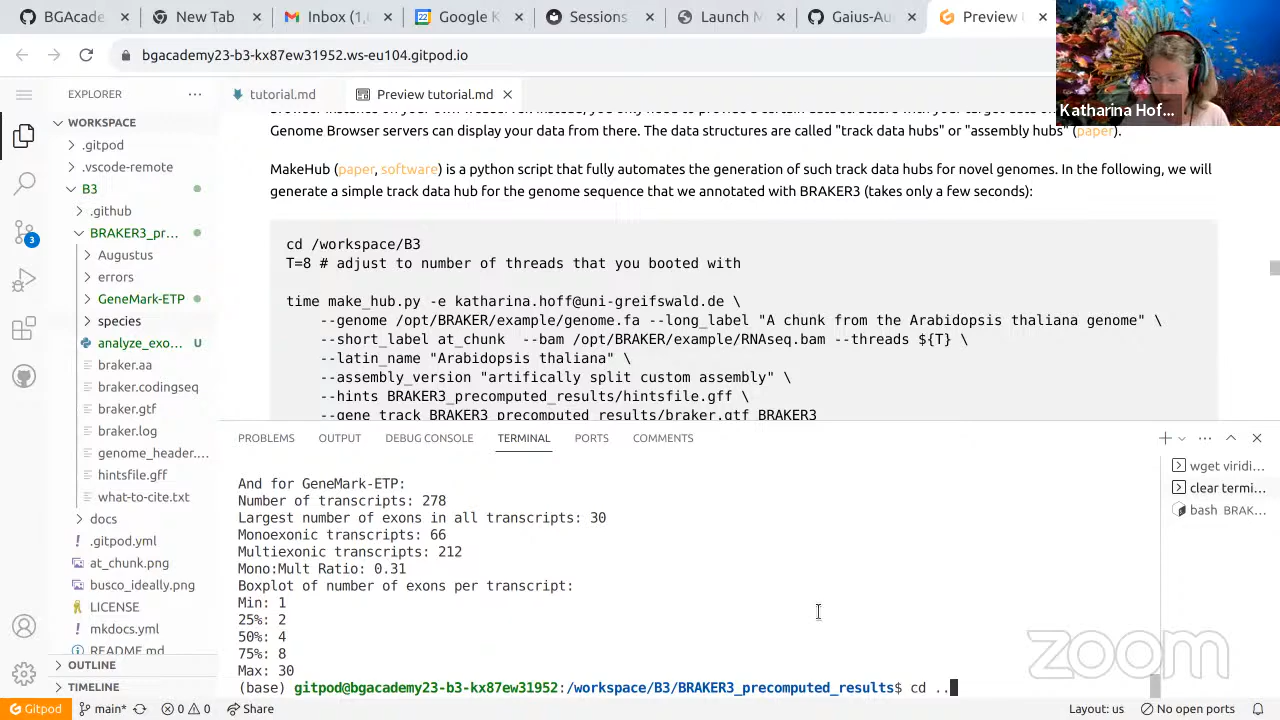 BGAcade
New Tab
Inbox (1,
Google K
Sessions
Launch M
Gaius-Au
Preview
bgacademy23-b3-kx87ew31952.ws-eu104.gitpod.io
Katharina Hof...
EXPLORER
WORKSPACE
.gitpod
.vscode-remote
B3
.github
BRAKER3_pr...
Augustus
errors
GeneMark-ETP
species
analyze_exo... U
braker.aa
braker.codingseq
braker.gtf
braker.log
genome_header....
hintsfile.gff
what-to-cite.txt
docs
.gitpod.yml
at_chunk.png
busco_ideally.png
LICENSE
mkdocs.yml
README.md
OUTLINE
TIMELINE
3
tutorial.md
Preview tutorial.md
Genome Browser servers can display your data from there. The data structures are called "track data hubs" or "assembly hubs" (paper).
MakeHub (paper, software) is a python script that fully automates the generation of such track data hubs for novel genomes. In the following, we will
generate a simple track data hub for the genome sequence that we annotated with BRAKER3 (takes only a few seconds):
cd /workspace/B3
T=8 # adjust to number of threads that you booted with
time make_hub.py -e katharina.hoff@uni-greifswald.de \
--genome /opt/BRAKER/example/genome.fa --long_label "A chunk from the Arabidopsis thaliana genome" \
--short_label at_chunk --bam /opt/BRAKER/example/RNAseq.bam --threads ${T} \
--latin_name "Arabidopsis thaliana" \
--assembly_version "artifically split custom assembly" \
--hints BRAKER3_precomputed_results/hintsfile.gff \
--gene_track BRAKER3_precomputed_results/braker.gtf BRAKER3
PROBLEMS
OUTPUT
DEBUG CONSOLE
TERMINAL
PORTS
COMMENTS
And for GeneMark-ETP:
Number of transcripts: 278
Largest number of exons in all transcripts: 30
Monoexonic transcripts: 66
Multiexonic transcripts: 212
Mono:Mult Ratio: 0.31
Boxplot of number of exons per transcript:
Min: 1
25%: 2
50%: 4
75%: 8
Max: 30
(base) gitpod@bgacademy23-b3-kx87ew31952:/workspace/B3/BRAKER3_precomputed_results$ cd ..
wget viridi...
clear termi...
bash BRAK...
zoom
Gitpod
main*
0
0
Share
Layout: us
No open ports